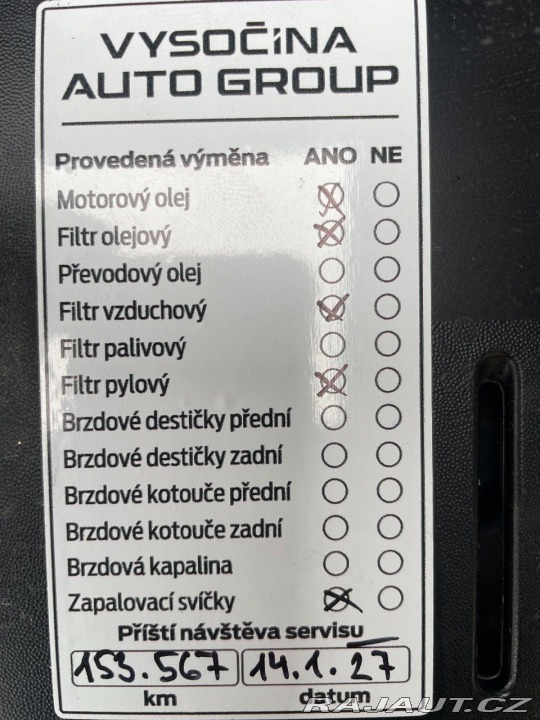 VYSOČINA
AUTO GROUP
Provedená výměna ANO NE
Motorový olej
Filtr olejový
Převodový olej
Filtr vzduchový
Filtr palivový
Filtr pylový
Brzdové destičky přední
Brzdové destičky zadní
Brzdové kotouče přední
Brzdové kotouče zadní
Brzdová kapalina
Zapalovací svíčky
Příští návštěva servisu
153.567 14.1.27
km datum
RAJAUT.CZ